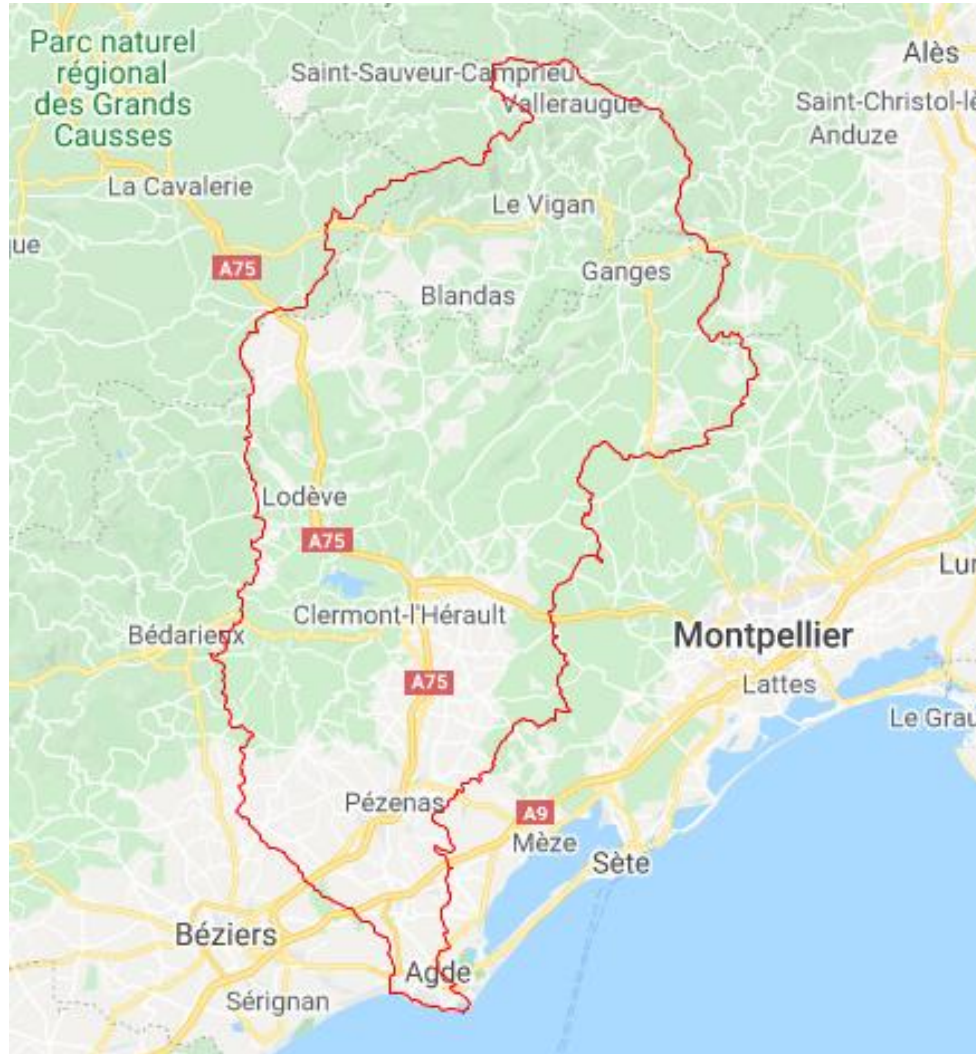 Parc naturel
régional
des Grands
Causses
Saint-Sauveur-Camprieu
Valleraugue
Alès
Saint-Christol-lè
Anduze
La Cavalerie
Le Vigan
que
A75
Ganges
Blandas
Lodève
A75
Lur
Clermont-l'Hérault
Bédarieux
Montpellier
A75
Lattes
Le Grau
Pézenas
A9
Mèze
Sète
Béziers
Agde
Sérignan